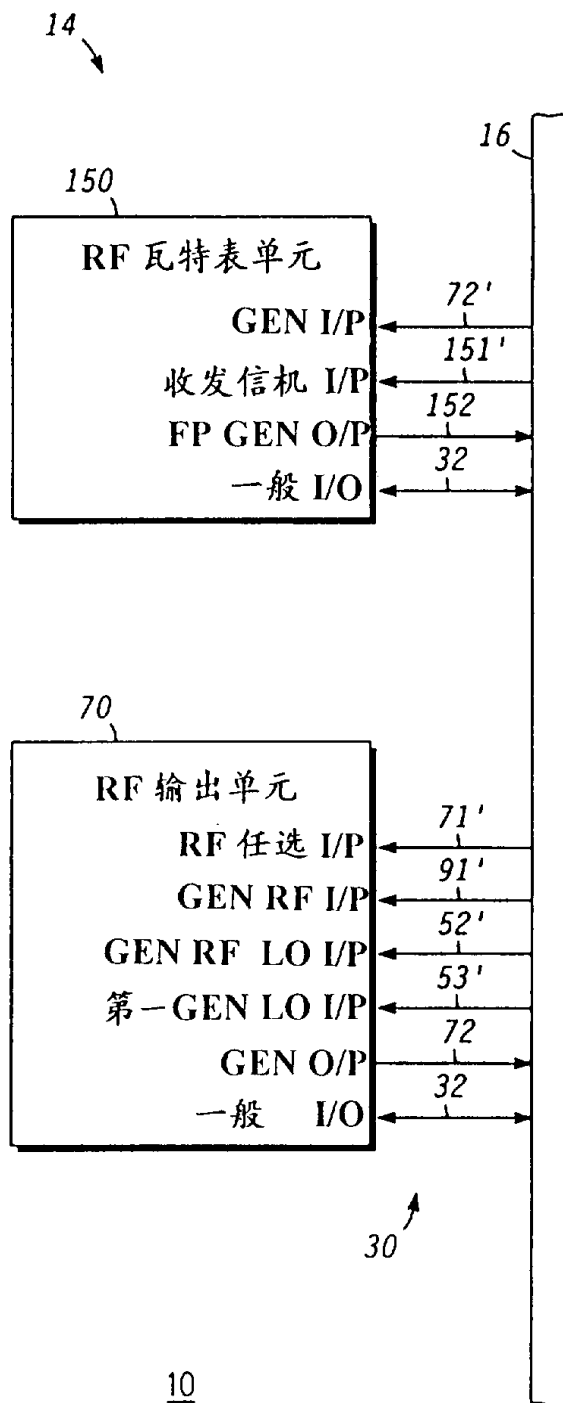 14
16
150
RF 瓦特表单元
GEN I/P
72'
收发信机 I/P
151'
FP GEN O/P
152
一般 I/O
32
70
RF 输出单元
RF 任选 I/P
71'
GEN RF I/P
91'
GEN RF LO I/P
52'
第一GEN LO I/P
53'
GEN O/P
72
一般 I/O
32
30
10